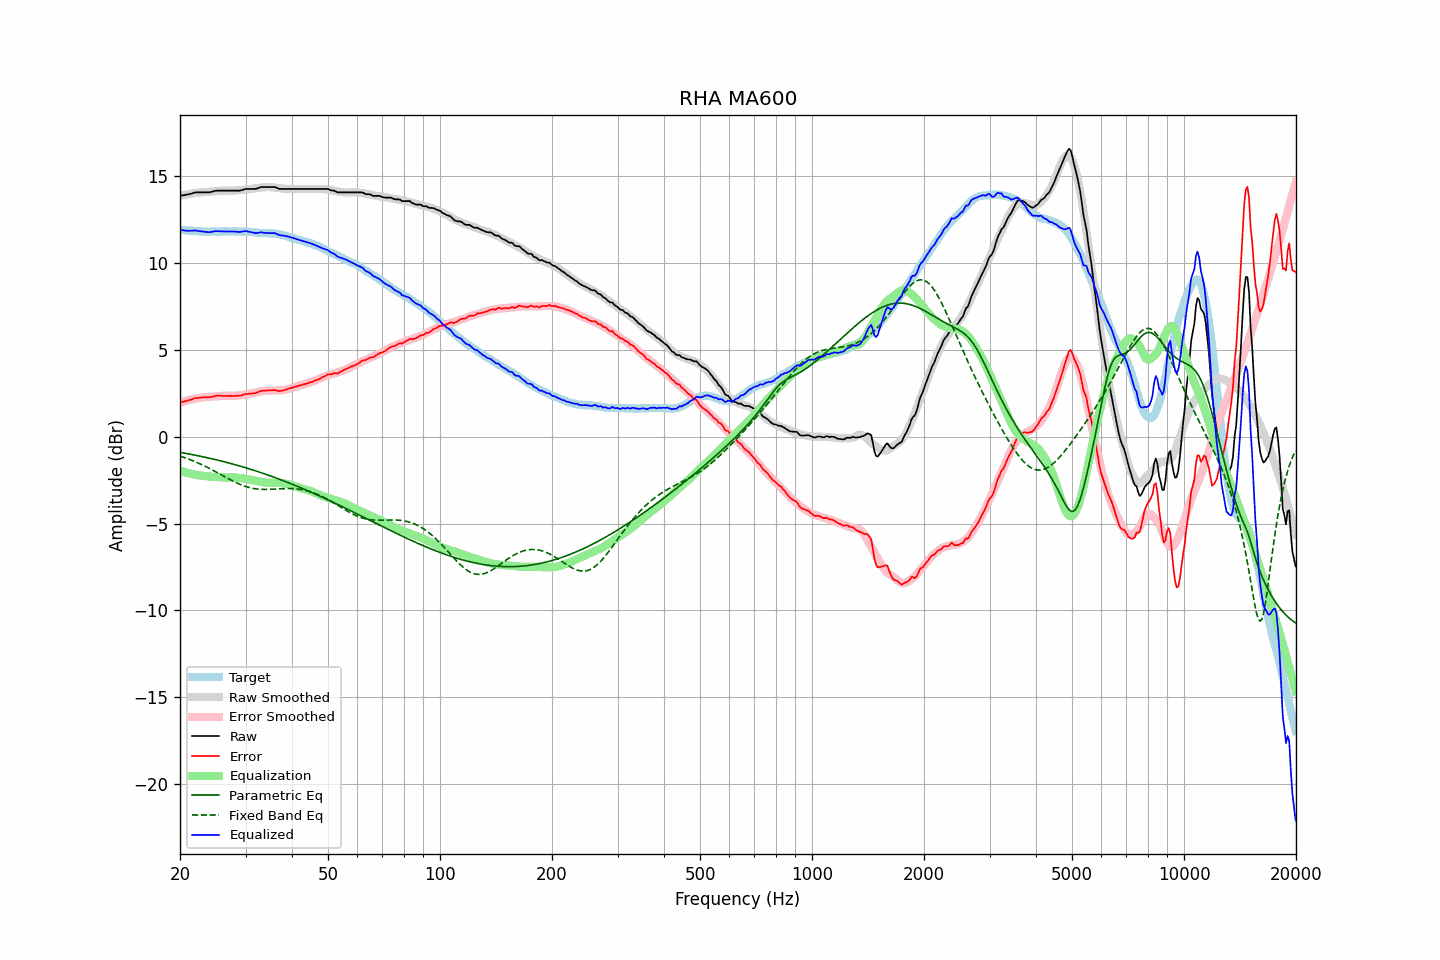 RHA MA600
15
10
5
0
−5
−10
−15
−20
Amplitude (dBr)
Target
Raw Smoothed
Error Smoothed
Raw
Error
Equalization
Parametric Eq
Fixed Band Eq
Equalized
20 50 100 200 500 1000 2000 5000 10000 20000
Frequency (Hz)